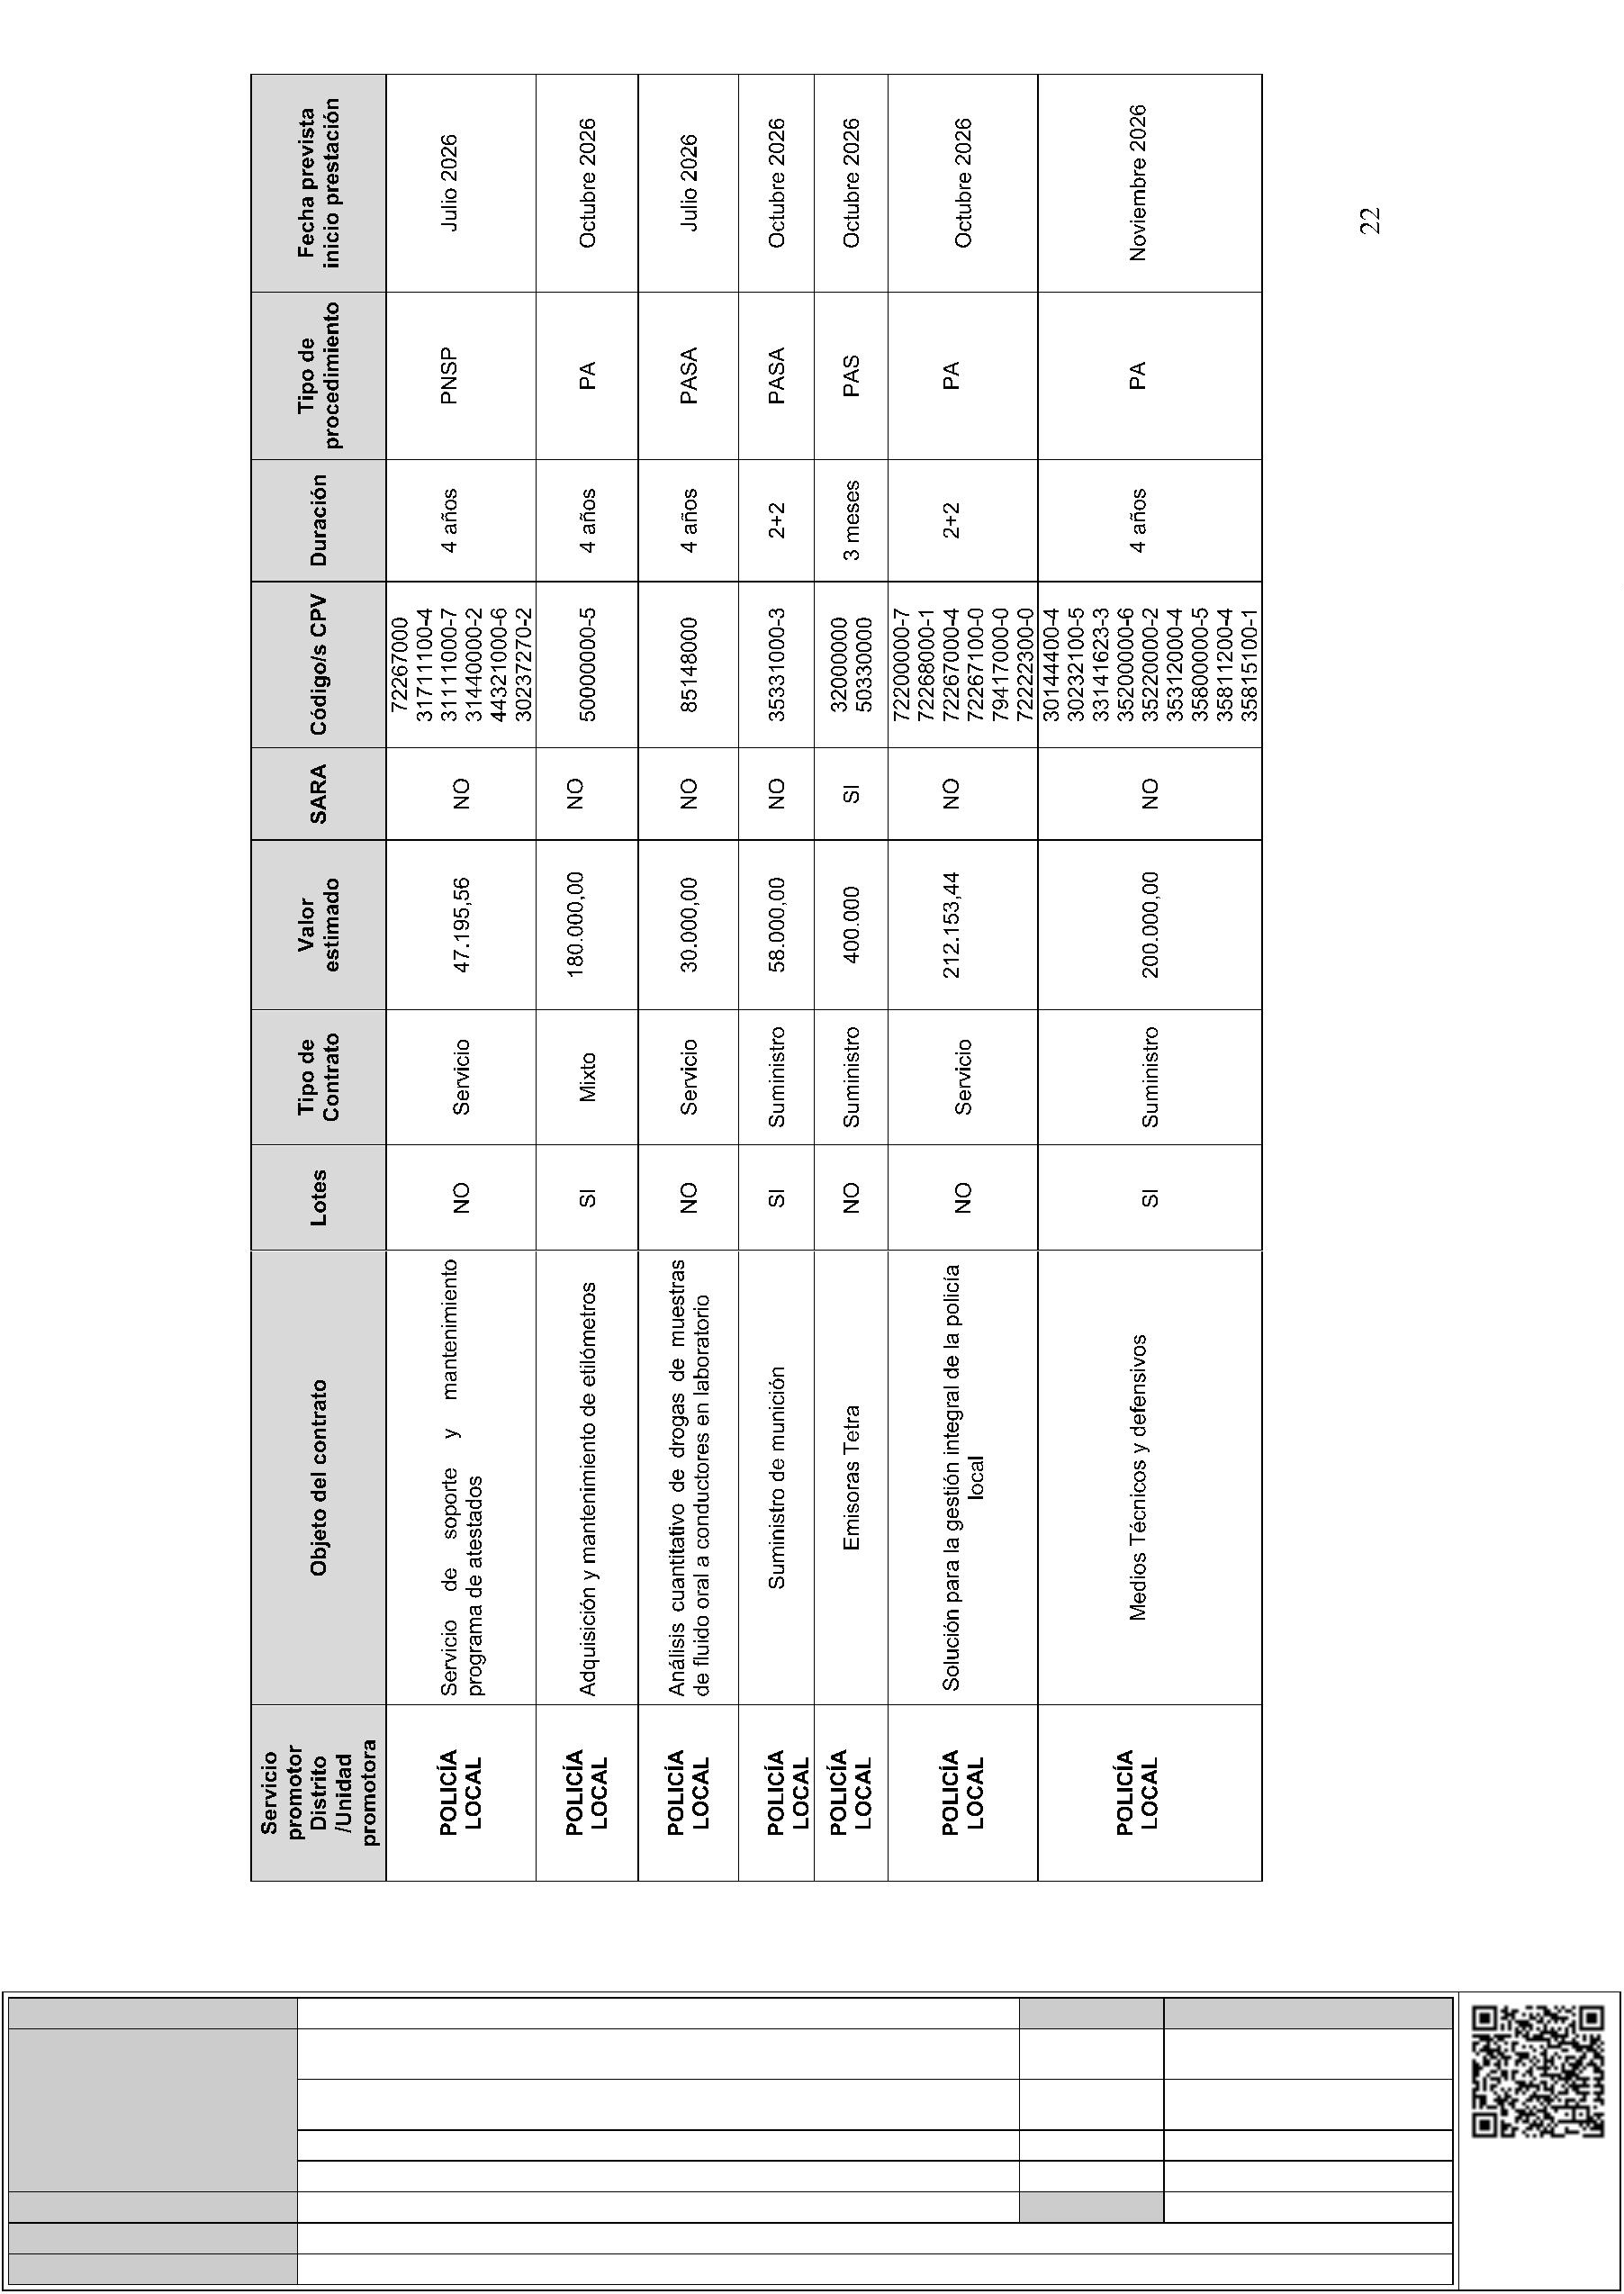 Servicio
promotor
Distrito
/Unidad
promotora
Objeto del contrato
Lotes
Tipo de
Contrato
Valor
estimado
SARA
Código/s CPV
Duración
Tipo de
procedimiento
Fecha prevista
inicio prestación
POLICÍA
LOCAL
Servicio de soporte y mantenimiento
programa de atestados
NO
Servicio
47.195,56
NO
72267000
31711100-4
31111000-7
31440000-2
44321000-6
30237270-2
4 años
PNSP
Julio 2026
POLICÍA
LOCAL
Adquisición y mantenimiento de etilómetros
SI
Mixto
180.000,00
NO
50000000-5
4 años
PA
Octubre 2026
POLICÍA
LOCAL
Análisis cuantitativo de drogas de muestras
de fluido oral a conductores en laboratorio
NO
Servicio
30.000,00
NO
85148000
4 años
PASA
Julio 2026
POLICÍA
LOCAL
Suministro de munición
SI
Suministro
58.000,00
NO
35331000-3
2+2
PASA
Octubre 2026
POLICÍA
LOCAL
Emisoras Tetra
NO
Suministro
400.000
SI
32000000
50330000
3 meses
PAS
Octubre 2026
POLICÍA
LOCAL
Solución para la gestión integral de la policía
local
NO
Servicio
212.153,44
NO
72200000-7
72268000-1
72267000-4
72267100-0
79417000-0
72222300-0
2+2
PA
Octubre 2026
POLICÍA
LOCAL
Medios Técnicos y defensivos
SI
Suministro
200.000,00
NO
30144400-4
30232100-5
33141623-3
35200000-6
35220000-2
35312000-4
35800000-5
35811200-4
35815100-1
4 años
PA
Noviembre 2026
22